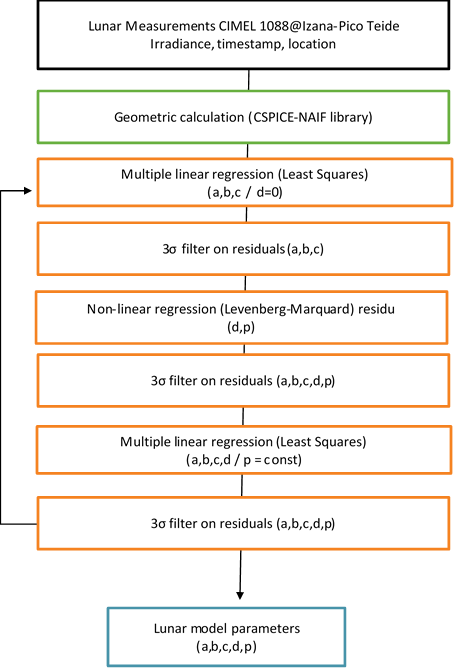 Lunar Measurements CIMEL 1088@Izana-Pico Teide
Irradiance, timestamp, location
Geometric calculation (CSPICE-NAIF library)
Multiple linear regression (Least Squares)
(a,b,c / d=0)
3σ filter on residuals (a,b,c)
Non-linear regression (Levenberg-Marquard) residu
(d,p)
3σ filter on residuals (a,b,c,d,p)
Multiple linear regression (Least Squares)
(a,b,c,d / p = const)
3σ filter on residuals (a,b,c,d,p)
Lunar model parameters
(a,b,c,d,p)